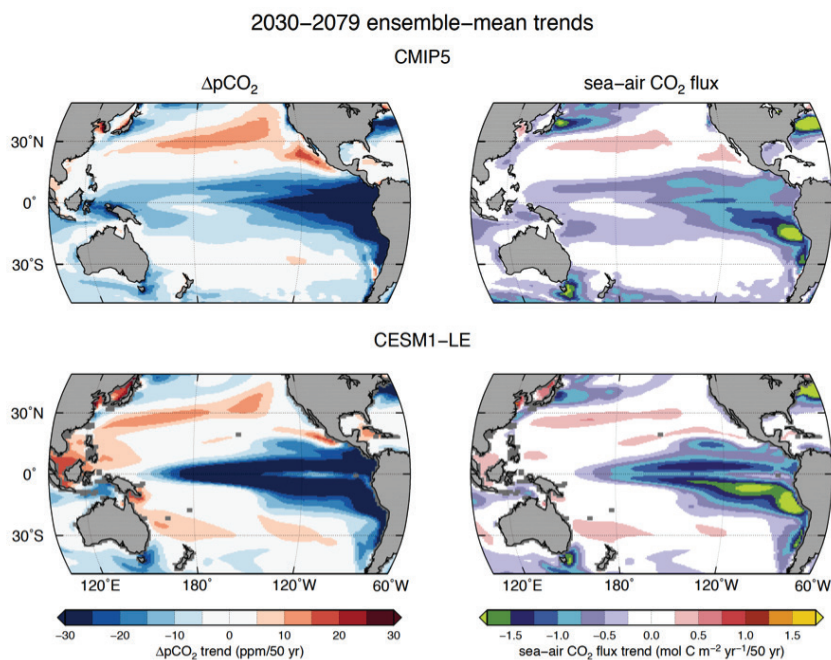 2030−2079 ensemble−mean trends
CMIP5
ΔpCO₂ sea−air CO₂ flux
30˚N
0˚
30˚S
CESM1−LE
30˚N
0˚
30˚S
120˚E 180˚ 120˚W 60˚W 120˚E 180˚ 120˚W 60˚W
−30 −20 −10 0 10 20 30 −1.5 −1.0 −0.5 0.0 0.5 1.0 1.5
ΔpCO₂ trend (ppm/50 yr) sea−air CO₂ flux trend (mol C m⁻² yr⁻¹/50 yr)